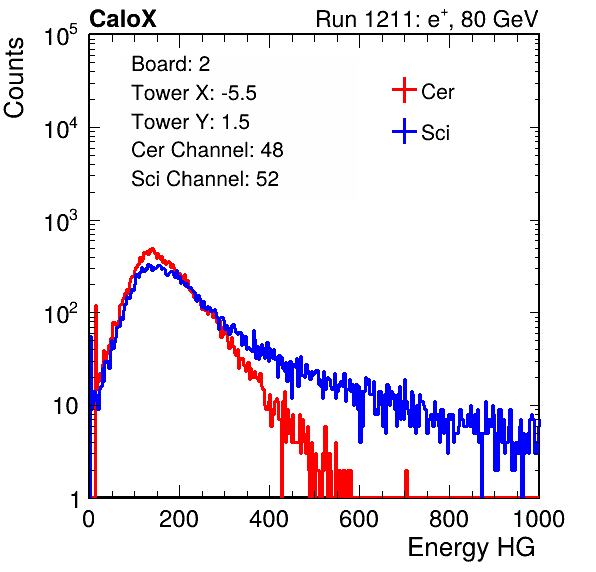 CaloX Run 1211: e⁺, 80 GeV
Counts
10⁵
10⁴
10³
10²
10
1
Board: 2
Tower X: -5.5
Tower Y: 1.5
Cer Channel: 48
Sci Channel: 52
Cer
Sci
0 200 400 600 800 1000
Energy HG